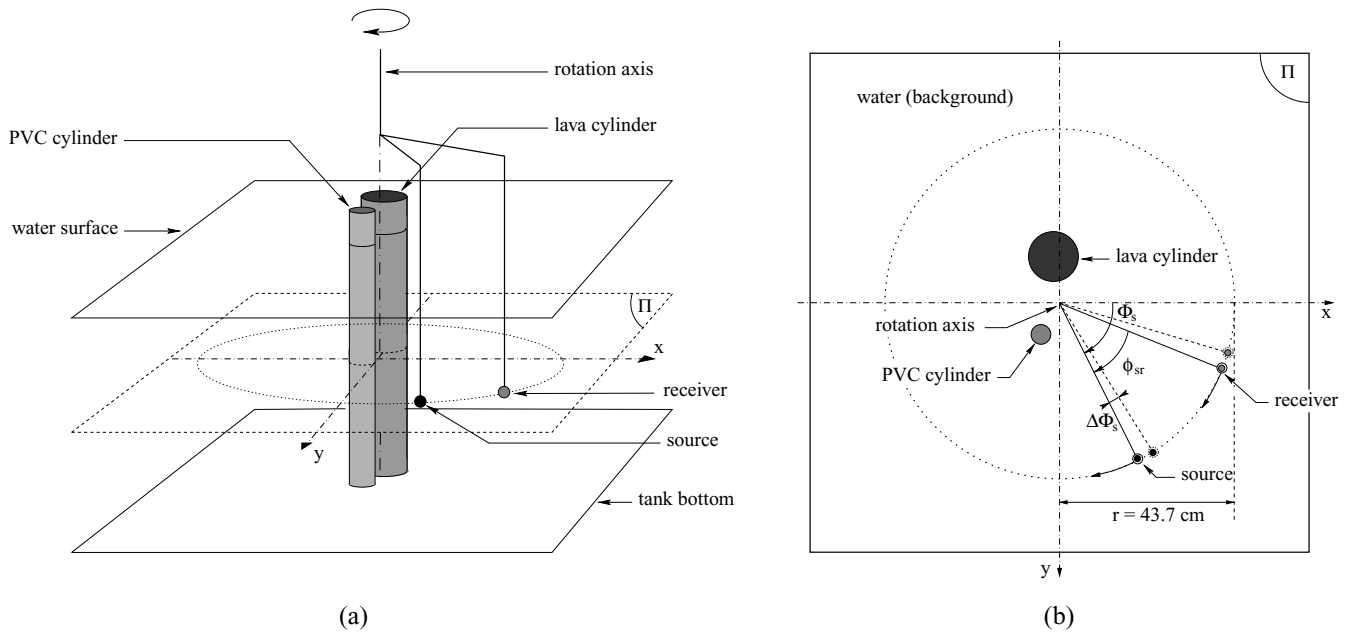 rotation axis
lava cylinder
PVC cylinder
water surface
Π
x
receiver
source
y
tank bottom
(a)
Π
water (background)
lava cylinder
x
rotation axis
Φs
PVC cylinder
ϕsr
receiver
ΔΦs
source
r = 43.7 cm
y
(b)